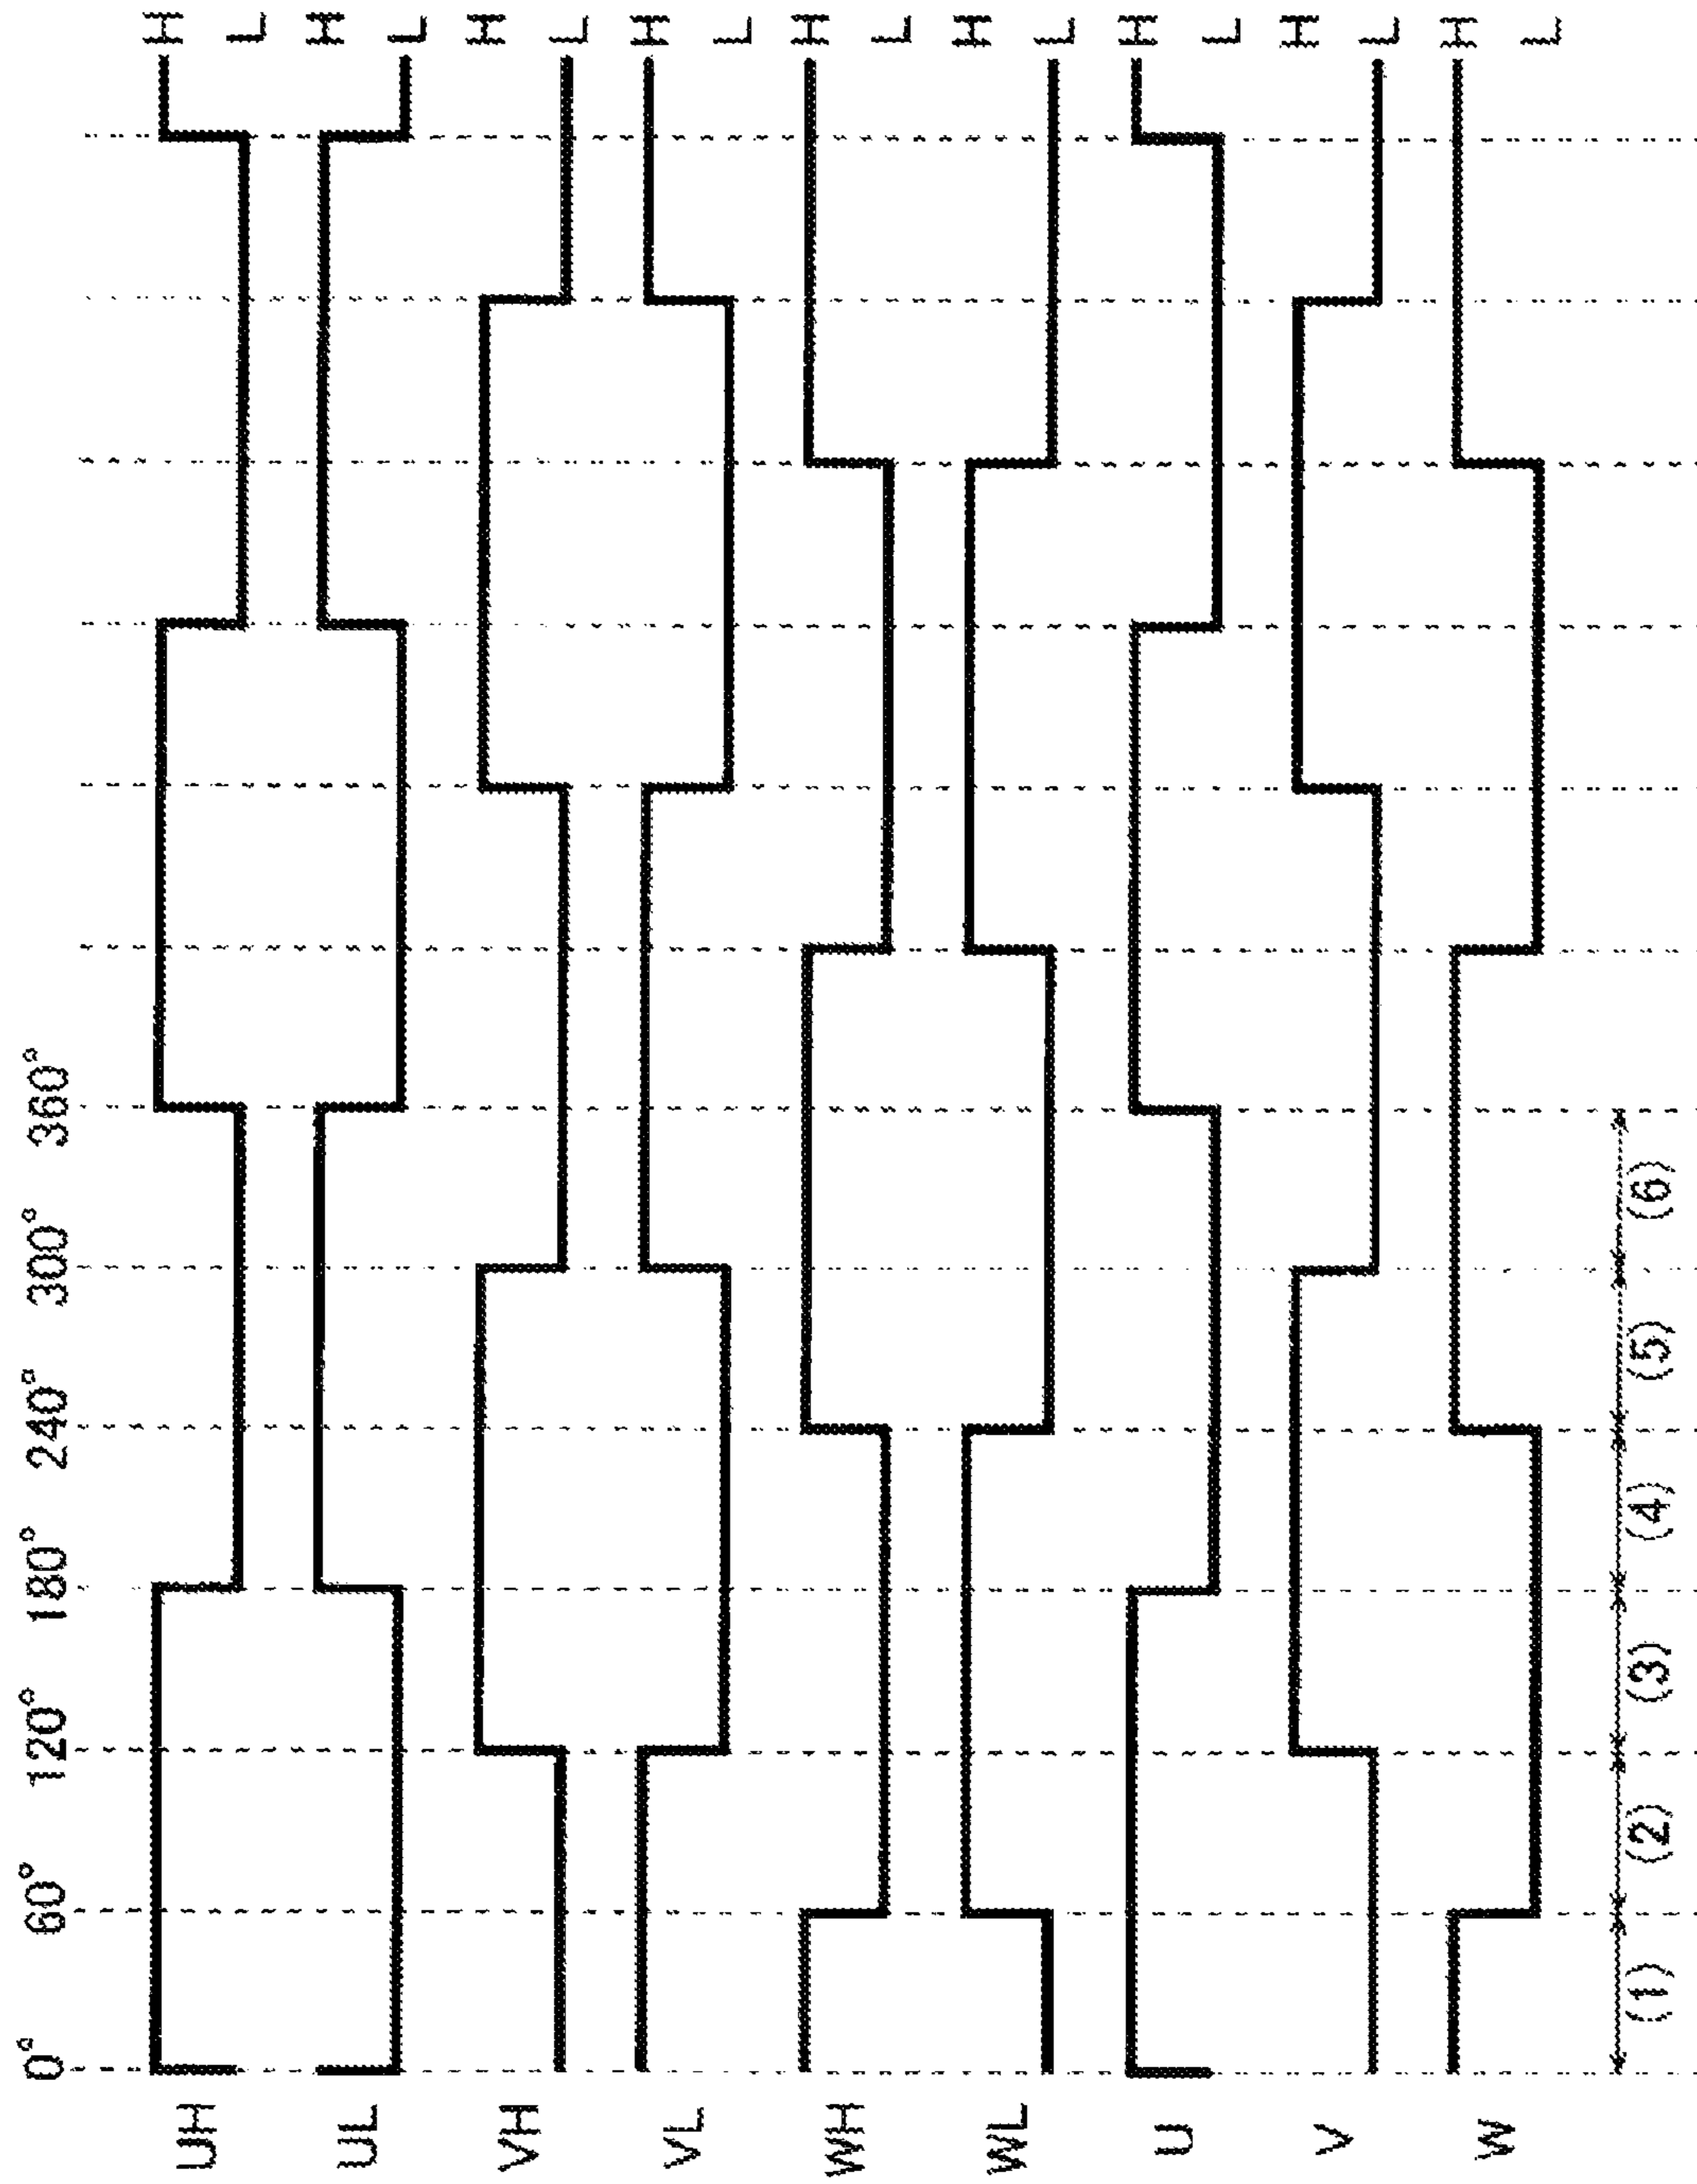 0° 60° 120° 180° 240° 300° 360°
UH H
L
UL H
L
VH H
L
VL H
L
WH H
L
WL H
L
U H
L
V H
L
W H
L
(1) (2) (3) (4) (5) (6)